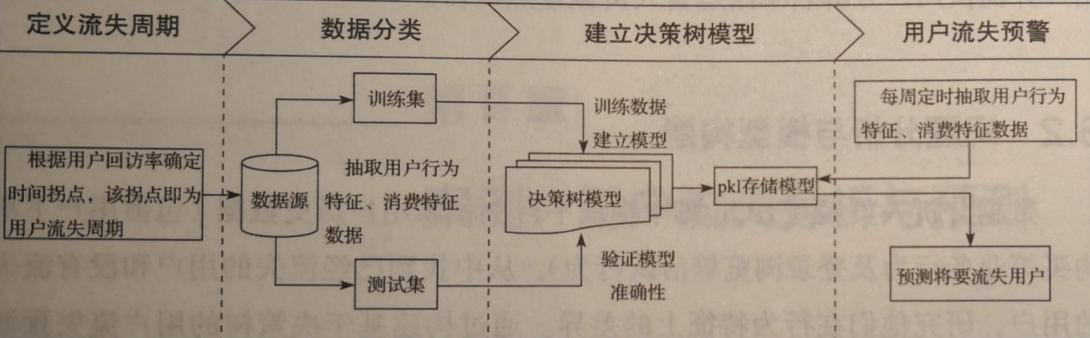 定义流失周期
数据分类
建立决策树模型
用户流失预警
根据用户回访率确定
时间拐点，该拐点即为
用户流失周期
数据源
训练集
抽取用户行为
特征、消费特征
数据
测试集
训练数据
建立模型
决策树模型
验证模型
准确性
pkl存储模型
每周定时抽取用户行为
特征、消费特征数据
预测将要流失用户